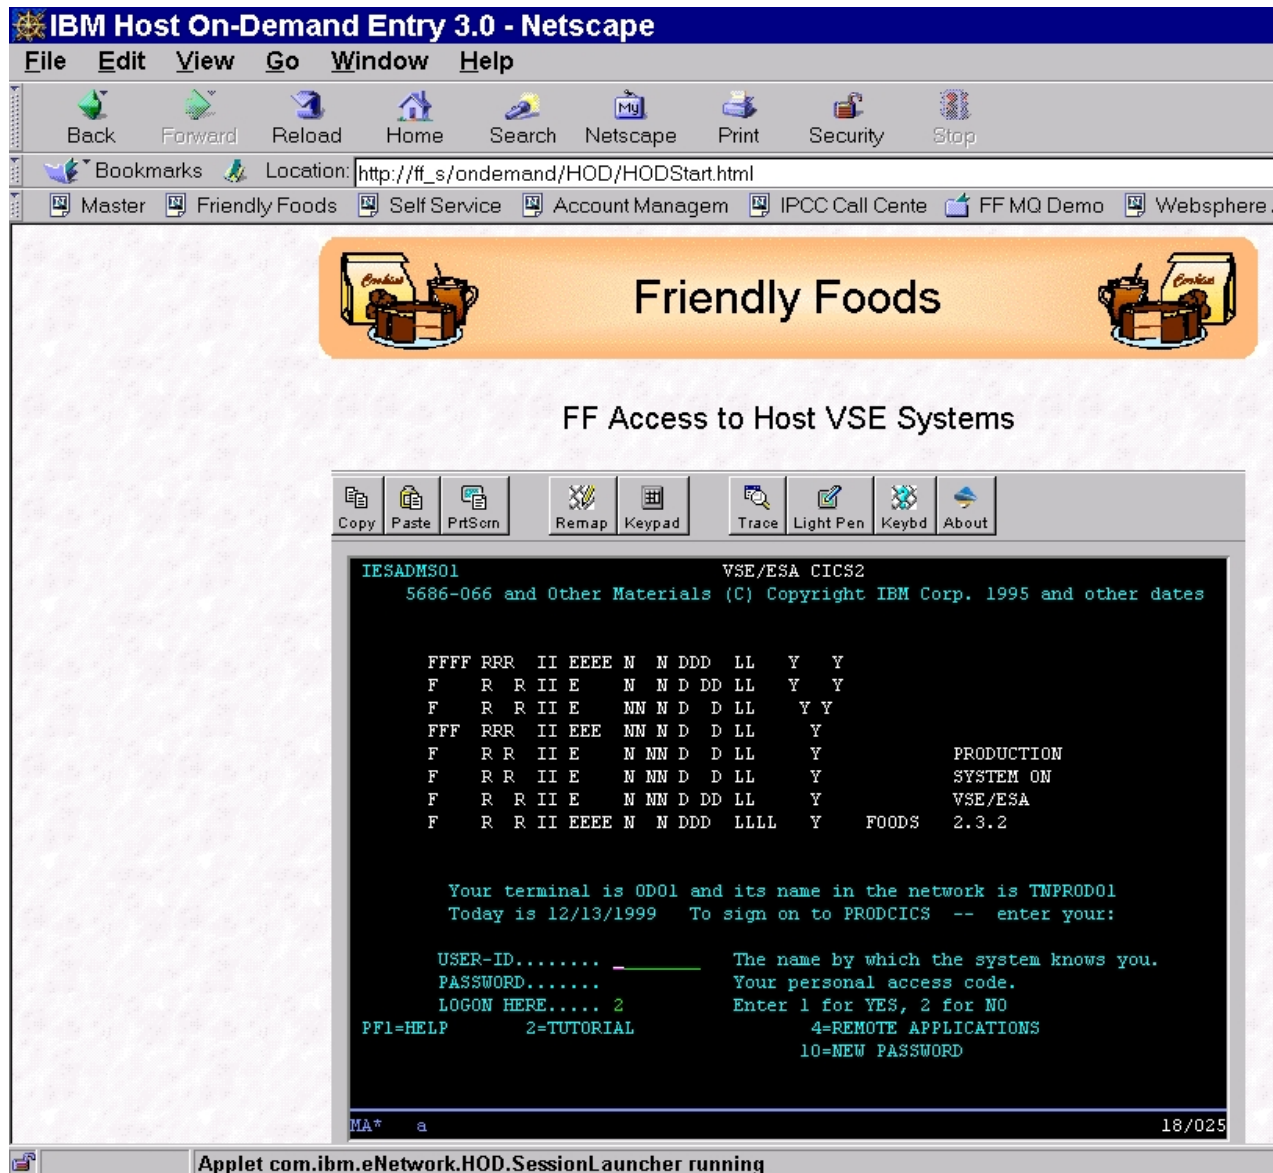 IBM Host On-Demand Entry 3.0 - Netscape
File Edit View Go Window Help
My
Back Forward Reload Home Search Netscape Print Security Stop
Bookmarks Location: http://ff_s/ondemand/HOD/HODStart.html
Master Friendly Foods Self Service Account Managem IPCC Call Cente FF MQ Demo Websphere
Cookies Friendly Foods Cookies
FF Access to Host VSE Systems
Copy Paste PrtScrn Remap Keypad Trace Light Pen Keybd About
IESADMS01 VSE/ESA CICS2
5686-066 and Other Materials (C) Copyright IBM Corp. 1995 and other dates
FFFF RRR II EEEE N N DDD LL Y Y
F R R II E N N D DD LL Y Y
F R R II E NN N D D LL Y Y
FFF RRR II EEE NN N D D LL Y
F R R II E N NN D D LL Y PRODUCTION
F R R II E N NN D D LL Y SYSTEM ON
F R R II E N NN D DD LL Y VSE/ESA
F R R II EEEE N N DDD LLLL Y FOODS 2.3.2
Your terminal is 0D01 and its name in the network is TNPROD01
Today is 12/13/1999 To sign on to PRODCICS -- enter your:
USER-ID........ _ The name by which the system knows you.
PASSWORD....... Your personal access code.
LOGON HERE..... 2 Enter 1 for YES, 2 for NO
PF1=HELP 2=TUTORIAL 4=REMOTE APPLICATIONS
10=NEW PASSWORD
MA* a 18/025
Applet com.ibm.eNetwork.HOD.SessionLauncher running